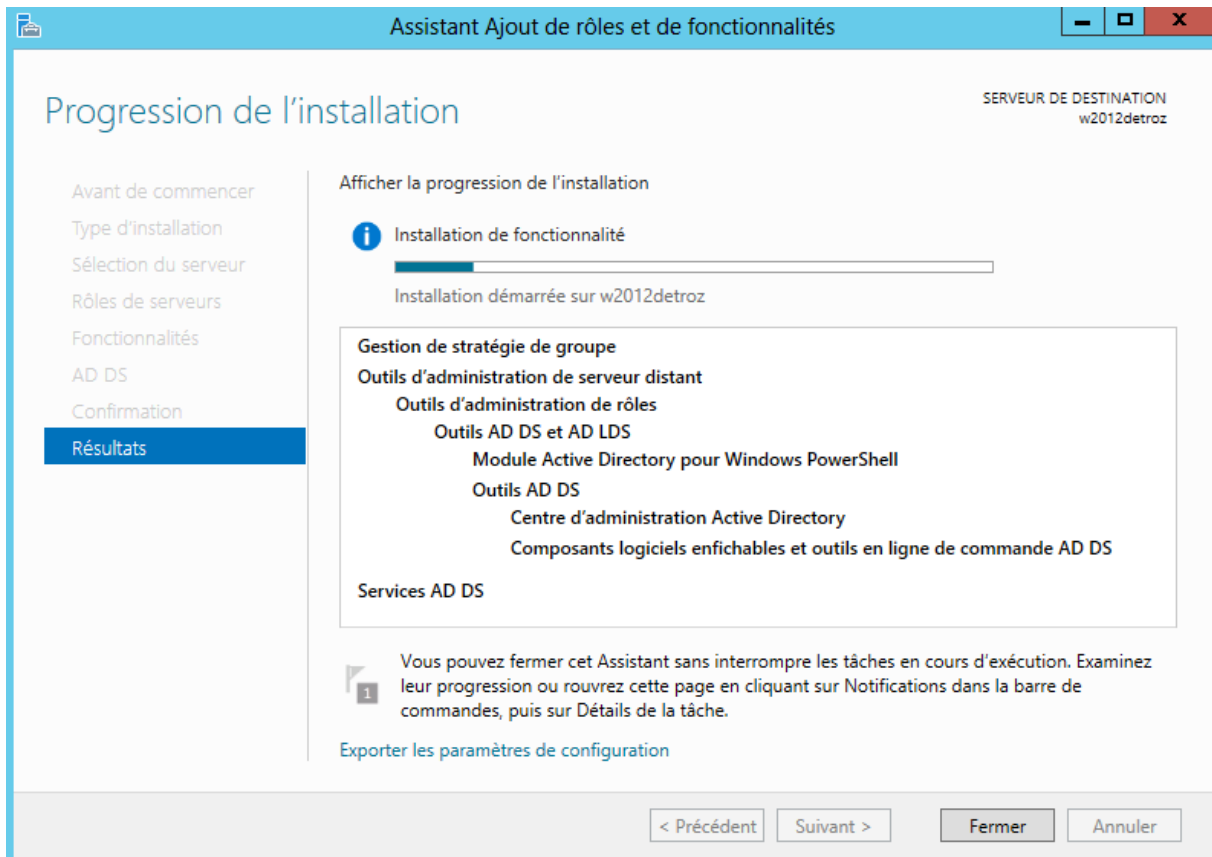 Assistant Ajout de rôles et de fonctionnalités
Progression de l'installation
SERVEUR DE DESTINATION
w2012detroz
Avant de commencer
Type d'installation
Sélection du serveur
Rôles de serveurs
Fonctionnalités
AD DS
Confirmation
Résultats
Afficher la progression de l'installation
Installation de fonctionnalité
Installation démarrée sur w2012detroz
Gestion de stratégie de groupe
Outils d'administration de serveur distant
Outils d'administration de rôles
Outils AD DS et AD LDS
Module Active Directory pour Windows PowerShell
Outils AD DS
Centre d'administration Active Directory
Composants logiciels enfichables et outils en ligne de commande AD DS
Services AD DS
1
Vous pouvez fermer cet Assistant sans interrompre les tâches en cours d'exécution. Examinez
leur progression ou rouvrez cette page en cliquant sur Notifications dans la barre de
commandes, puis sur Détails de la tâche.
Exporter les paramètres de configuration
< Précédent
Suivant >
Fermer
Annuler